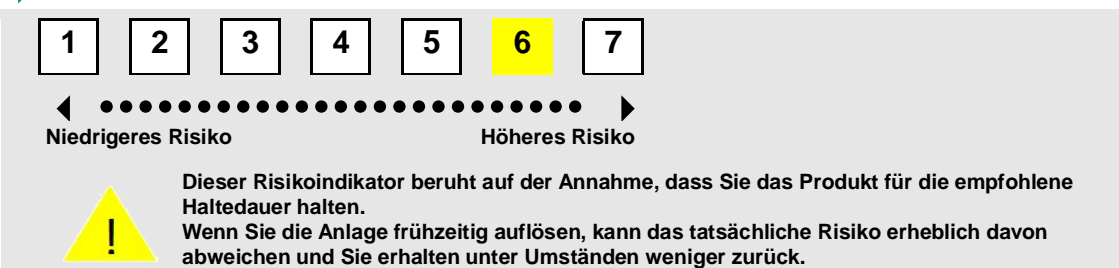 1 2 3 4 5 6 7
Niedrigeres Risiko Höheres Risiko
Dieser Risikoindikator beruht auf der Annahme, dass Sie das Produkt für die empfohlene
Haltedauer halten.
!
Wenn Sie die Anlage frühzeitig auflösen, kann das tatsächliche Risiko erheblich davon
abweichen und Sie erhalten unter Umständen weniger zurück.